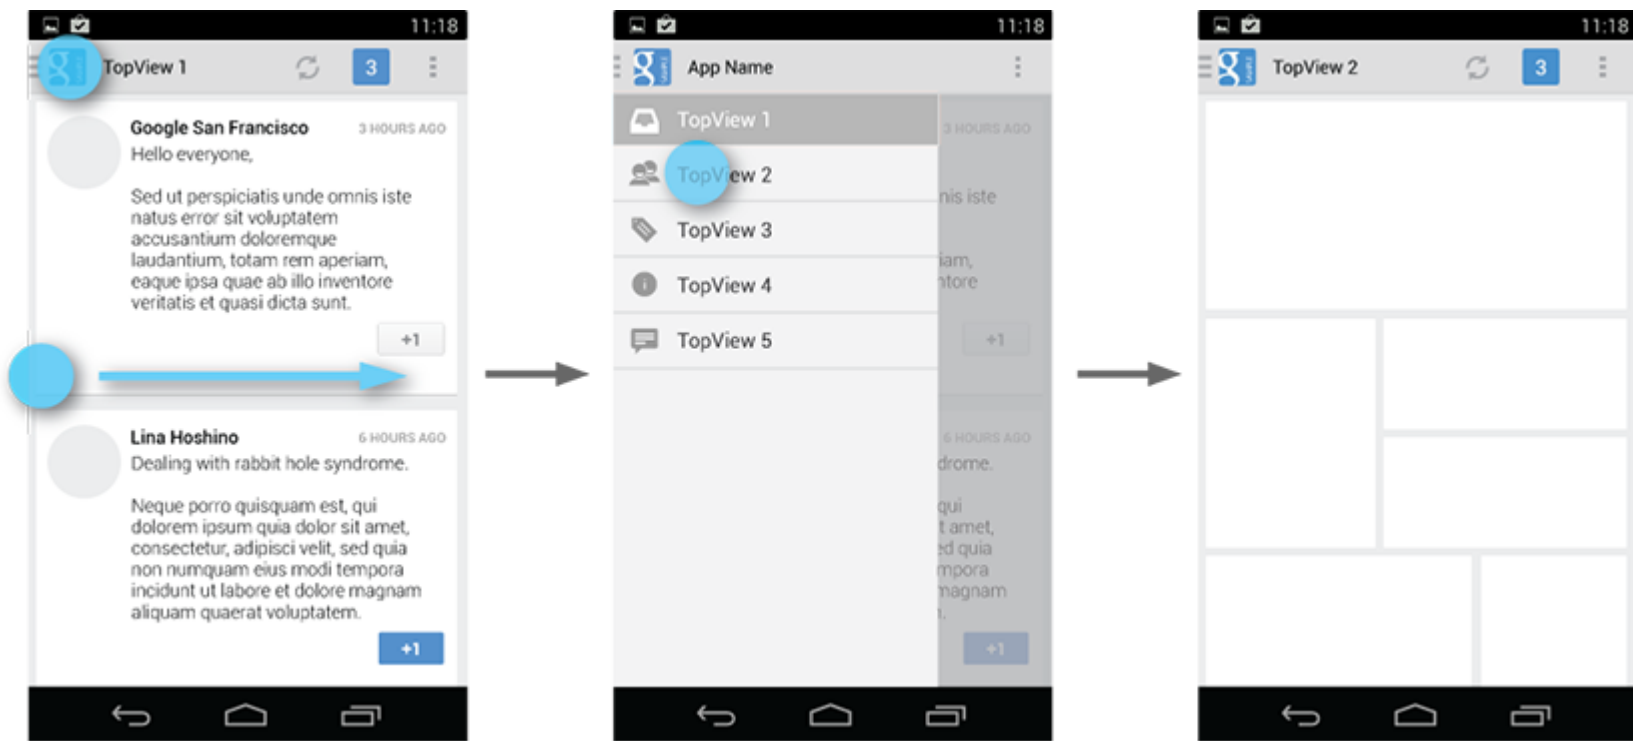 11:18
TopView 1
3
Google San Francisco 3 HOURS AGO
Hello everyone,
Sed ut perspiciatis unde omnis iste
natus error sit voluptatem
accusantium doloremque
laudantium, totam rem aperiam,
eaque ipsa quae ab illo inventore
veritatis et quasi dicta sunt.
+1
Lina Hoshino 6 HOURS AGO
Dealing with rabbit hole syndrome.
Neque porro quisquam est, qui
dolorem ipsum quia dolor sit amet,
consectetur, adipisci velit, sed quia
non numquam eius modi tempora
incidunt ut labore et dolore magnam
aliquam quaerat voluptatem.
+1
11:18
g
App Name
TopView 1
TopView 2
TopView 3
TopView 4
TopView 5
3 HOURS AGO
nis iste
iam,
ntore
+1
6 HOURS AGO
drome.
qui
t amet,
ed quia
mpora
magnam
+1
11:18
g
TopView 2
3